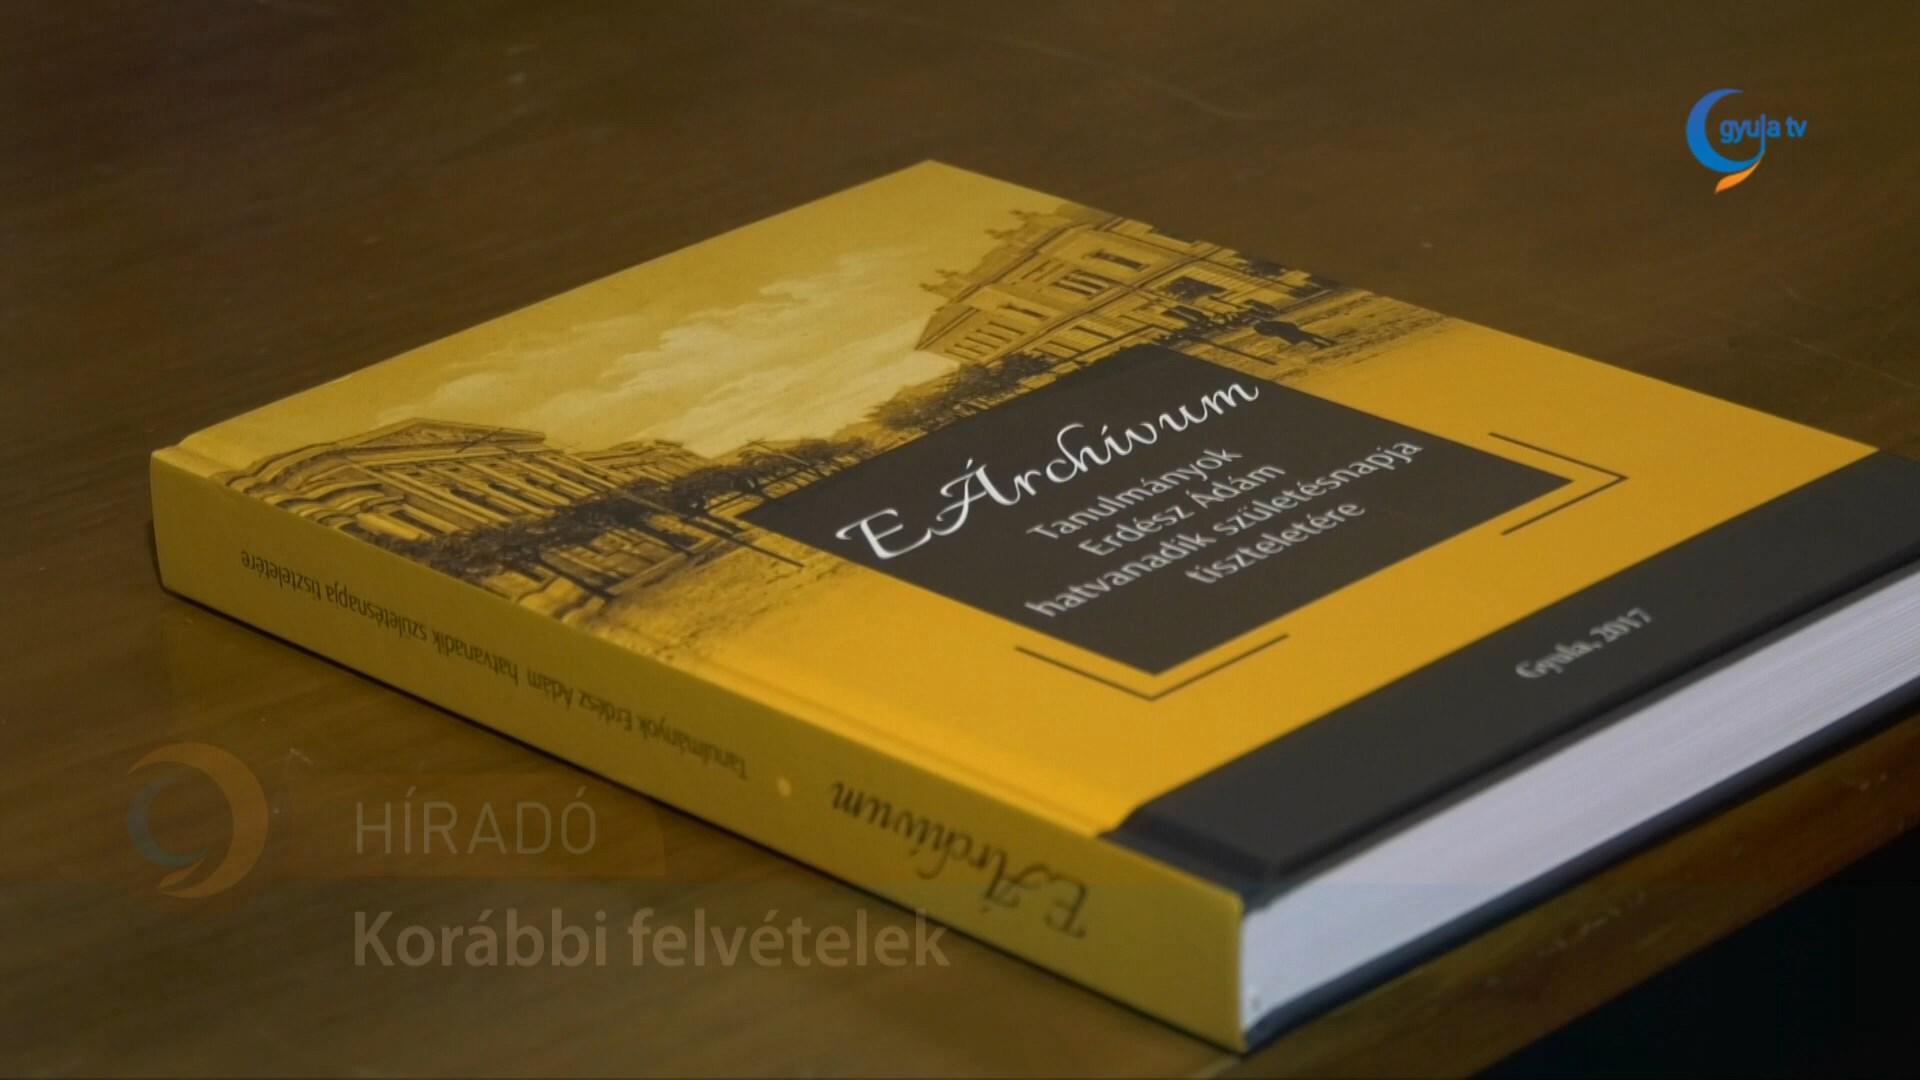 gyula tv
EÁrchívum
Tanulmányok
Erdész Ádám
hatvanadik születésnapja
tiszteletére
Gyula, 2017
EÁrchívum • Tanulmányok Erdész Ádám hatvanadik születésnapja tiszteletére
HÍRADÓ
Korábbi felvételek